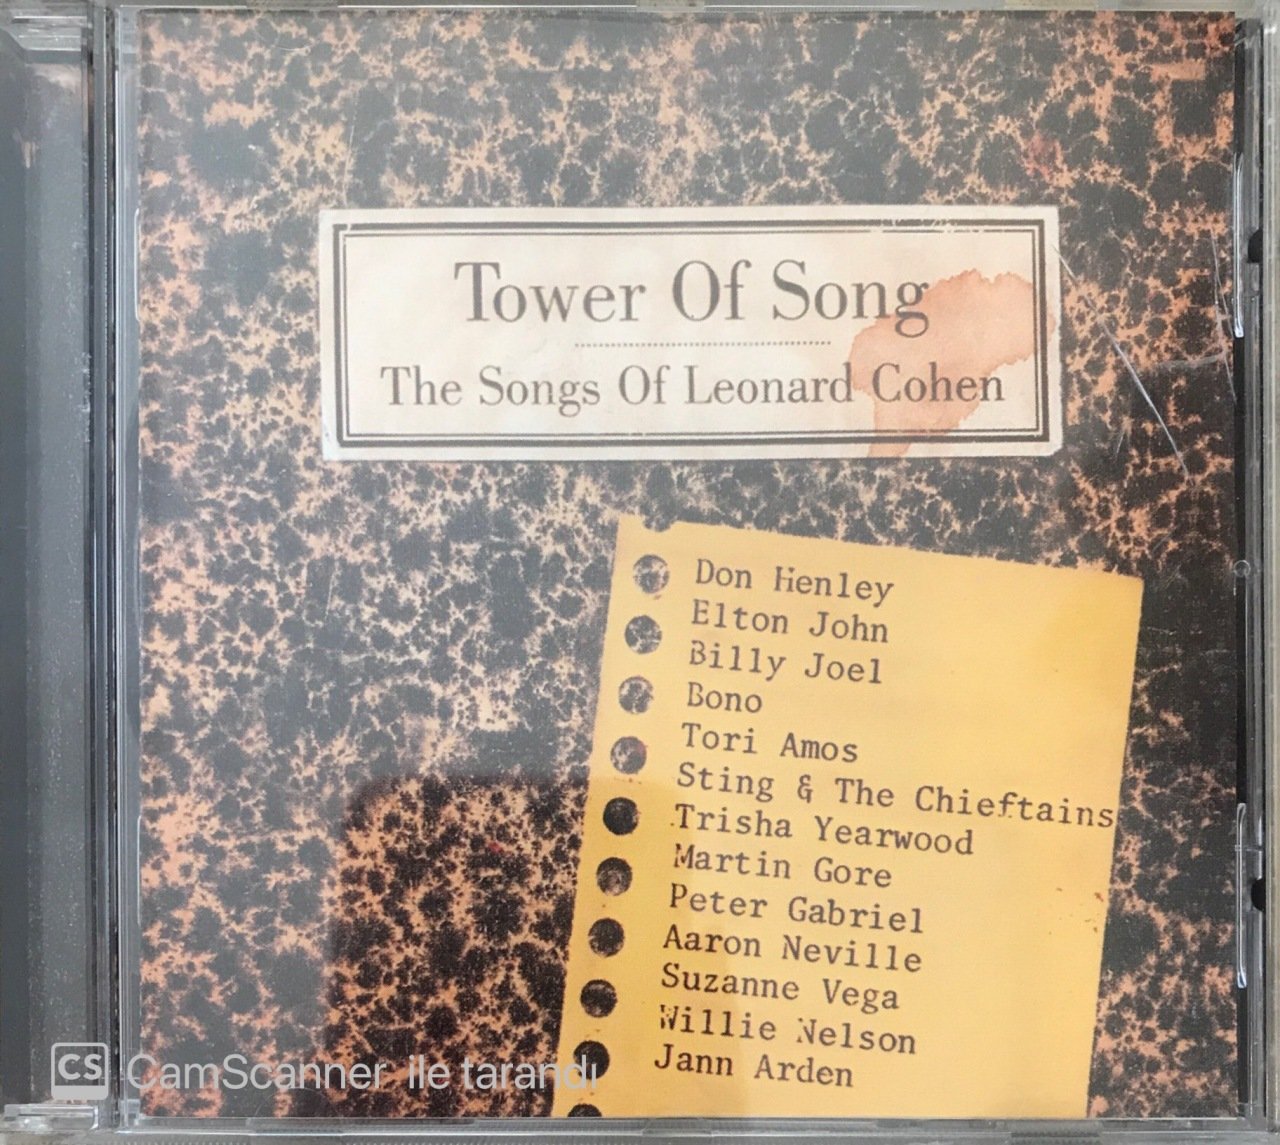 Tower Of Song
The Songs Of Leonard Cohen
Don Henley
Elton John
Billy Joel
Bono
Tori Amos
Sting & The Chieftains
Trisha Yearwood
Martin Gore
Peter Gabriel
Aaron Neville
Suzanne Vega
Willie Nelson
Jann Arden
CS CamScanner ile tarandı